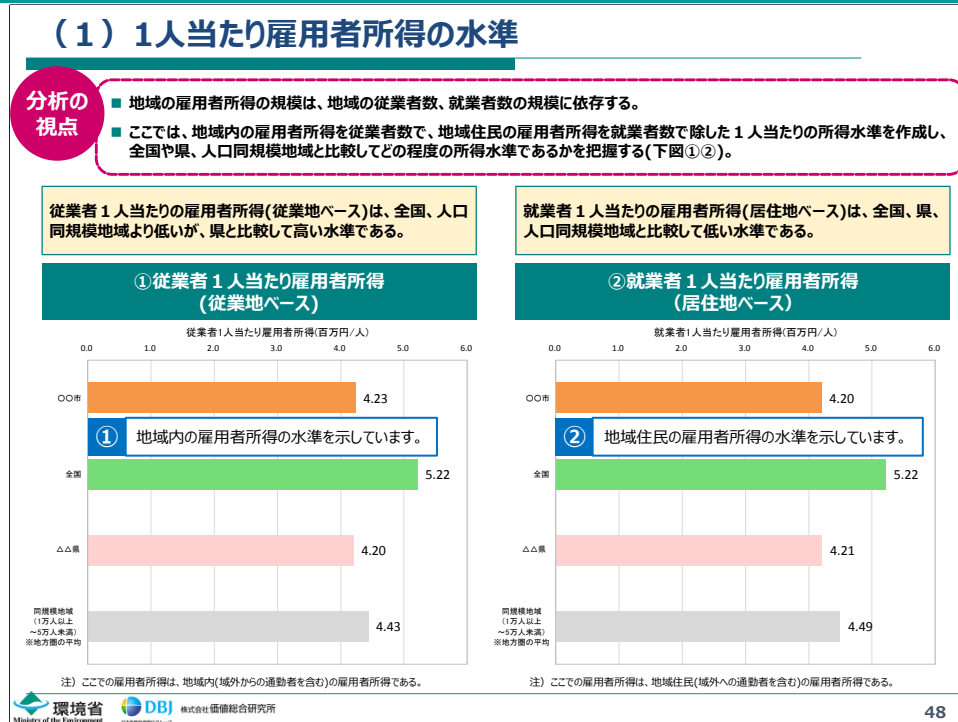 （１）1人当たり雇用者所得の水準
分析の
視点
■ 地域の雇用者所得の規模は、地域の従業者数、就業者数の規模に依存する。
■ ここでは、地域内の雇用者所得を従業者数で、地域住民の雇用者所得を就業者数で除した１人当たりの所得水準を作成し、
全国や県、人口同規模地域と比較してどの程度の所得水準であるかを把握する(下図①②)。
従業者１人当たりの雇用者所得(従業地ベース)は、全国、人口
同規模地域より低いが、県と比較して高い水準である。
①従業者１人当たり雇用者所得
(従業地ベース)
従業者1人当たり雇用者所得(百万円/人)
0.0 1.0 2.0 3.0 4.0 5.0 6.0
○○市 4.23
① 地域内の雇用者所得の水準を示しています。
全国 5.22
△△県 4.20
同規模地域
（1万人以上
～5万人未満）
※地方圏の平均
4.43
注）ここでの雇用者所得は、地域内(域外からの通勤者を含む)の雇用者所得である。
就業者１人当たりの雇用者所得(居住地ベース)は、全国、県、
人口同規模地域と比較して低い水準である。
②就業者１人当たり雇用者所得
（居住地ベース）
就業者1人当たり雇用者所得(百万円/人)
0.0 1.0 2.0 3.0 4.0 5.0 6.0
○○市 4.20
② 地域住民の雇用者所得の水準を示しています。
全国 5.22
△△県 4.21
同規模地域
（1万人以上
～5万人未満）
※地方圏の平均
4.49
注）ここでの雇用者所得は、地域住民(域外への通勤者を含む)の雇用者所得である。
環境省
Ministry of the Environment
DBJ 株式会社価値総合研究所
48